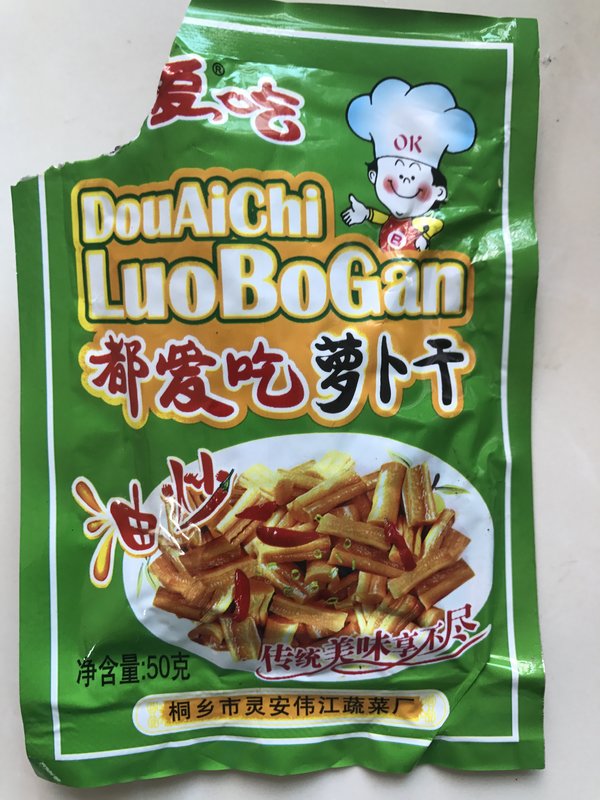 爱吃®
OK
DouAiChi
LuoBoGan
都爱吃萝卜干
油炒
传统美味享不尽
净含量:50克
桐乡市灵安伟江蔬菜厂